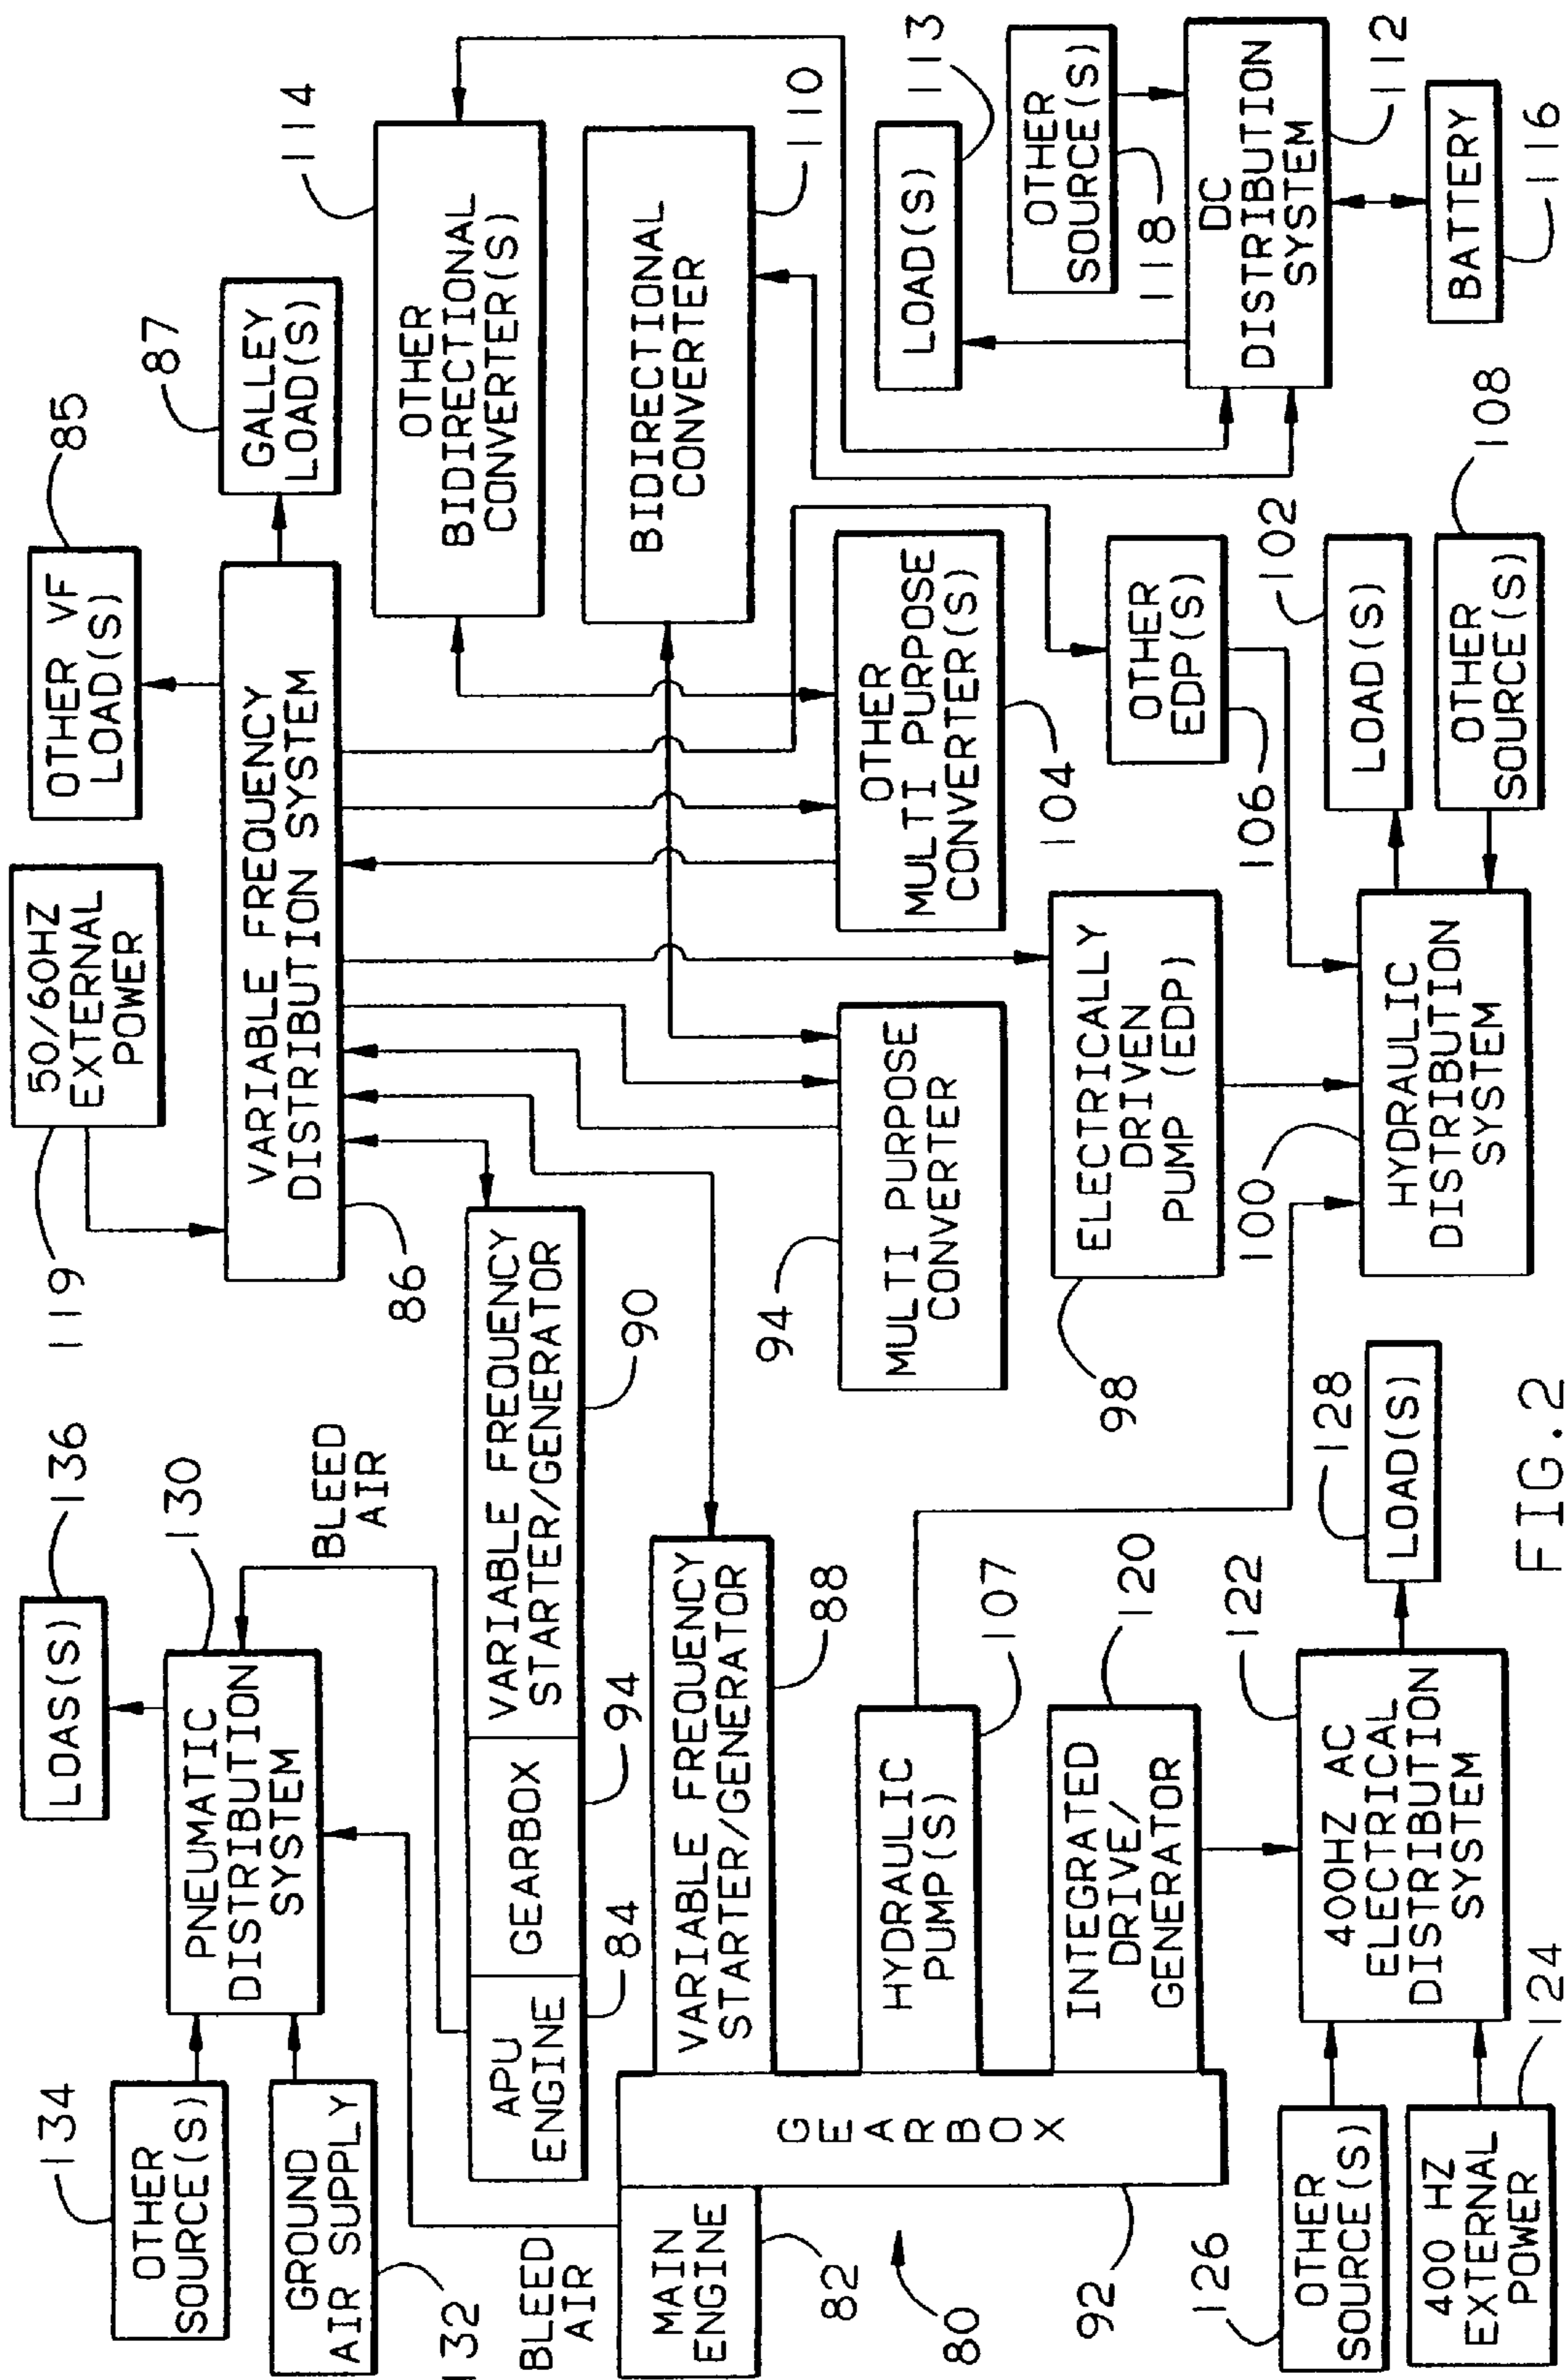 134
OTHER
SOURCE(S)
GROUND
AIR SUPPLY
132
136
LOAS(S)
130
PNEUMATIC
DISTRIBUTION
SYSTEM
BLEED
AIR
BLEED
AIR
119
50/60HZ
EXTERNAL
POWER
85
OTHER VF
LOAD(S)
87
GALLEY
LOAD(S)
VARIABLE FREQUENCY
DISTRIBUTION SYSTEM
86
114
OTHER
BIDIRECTIONAL
CONVERTER(S)
BIDIRECTIONAL
CONVERTER
110
APU
ENGINE
84
GEARBOX
94
VARIABLE FREQUENCY
STARTER/GENERATOR
90
MAIN
ENGINE
82
80
GEARBOX
92
VARIABLE FREQUENCY
STARTER/GENERATOR
88
HYDRAULIC
PUMP(S)
107
INTEGRATED
DRIVE/
GENERATOR
120
94
MULTI PURPOSE
CONVERTER
OTHER
MULTI PURPOSE
CONVERTER(S)
104
ELECTRICALLY
DRIVEN
PUMP (EDP)
98
OTHER
EDP(S)
106
LOAD(S)
113
OTHER
SOURCE(S)
118
DC
DISTRIBUTION
SYSTEM
112
BATTERY
116
100
HYDRAULIC
DISTRIBUTION
SYSTEM
102
LOAD(S)
108
OTHER
SOURCE(S)
126
OTHER
SOURCE(S)
400 HZ
EXTERNAL
POWER
124
122
400HZ AC
ELECTRICAL
DISTRIBUTION
SYSTEM
128
LOAD(S)
FIG.2